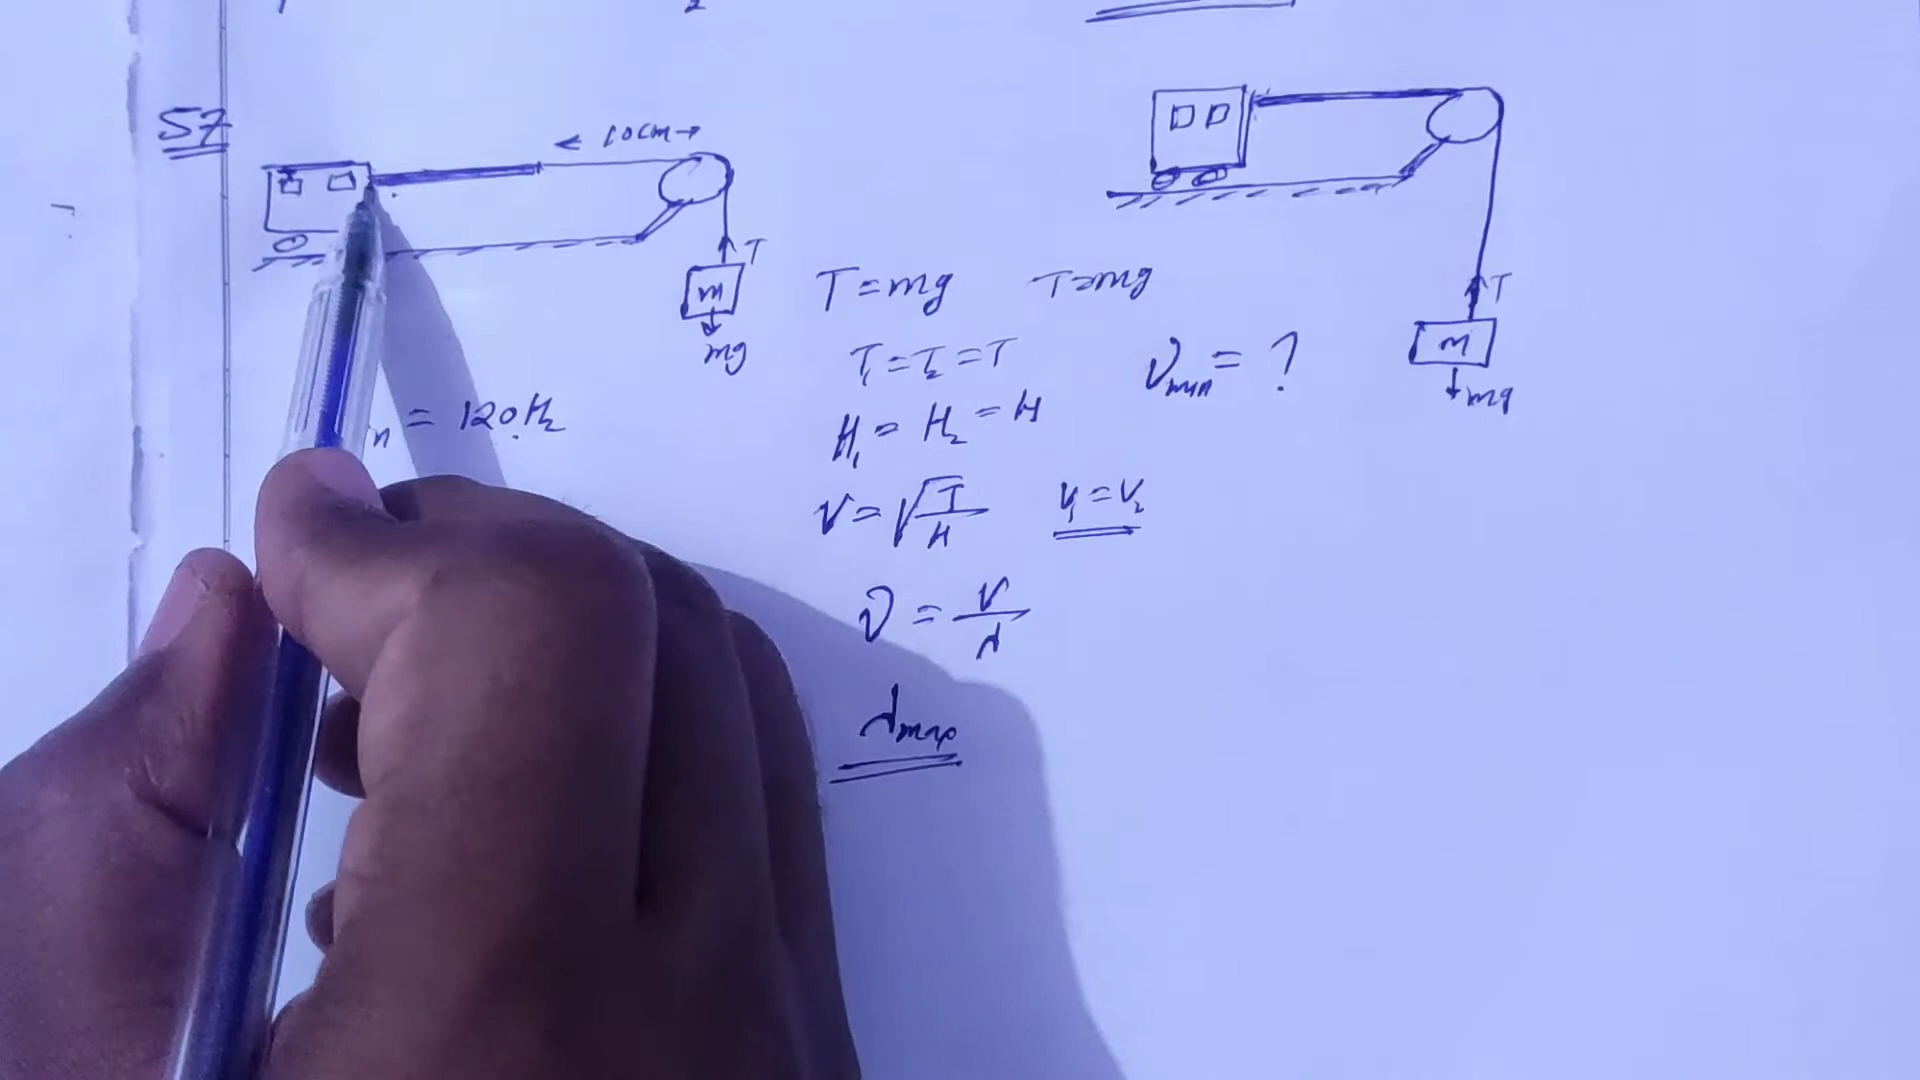 57
← 10cm →
T
m
mg
n = 120Hz
T = mg T = mg
T₁ = T₂ = T
μ₁ = μ₂ = μ
v = √T/μ v₁ = v₂
ν = v/λ
λmax
νmin = ?
T
m
mg